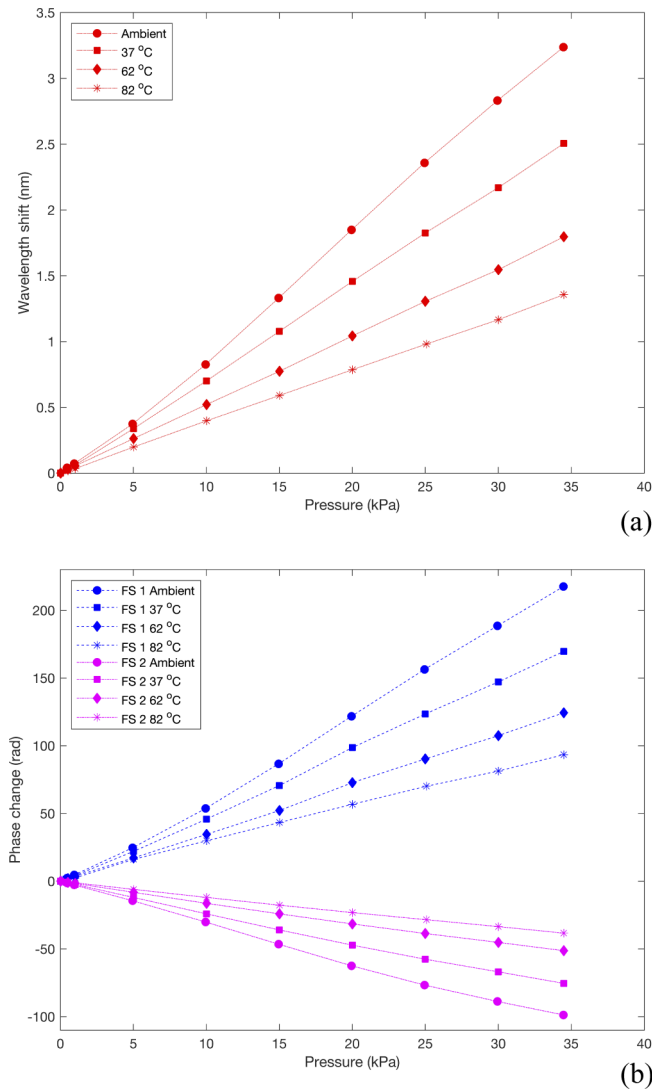 3.5
3
2.5
2
1.5
1
0.5
0
Wavelength shift (nm)
Ambient
37 °C
62 °C
82 °C
0 5 10 15 20 25 30 35 40
Pressure (kPa)
(a)
200
150
100
50
0
-50
-100
Phase change (rad)
FS 1 Ambient
FS 1 37 °C
FS 1 62 °C
FS 1 82 °C
FS 2 Ambient
FS 2 37 °C
FS 2 62 °C
FS 2 82 °C
0 5 10 15 20 25 30 35 40
Pressure (kPa)
(b)